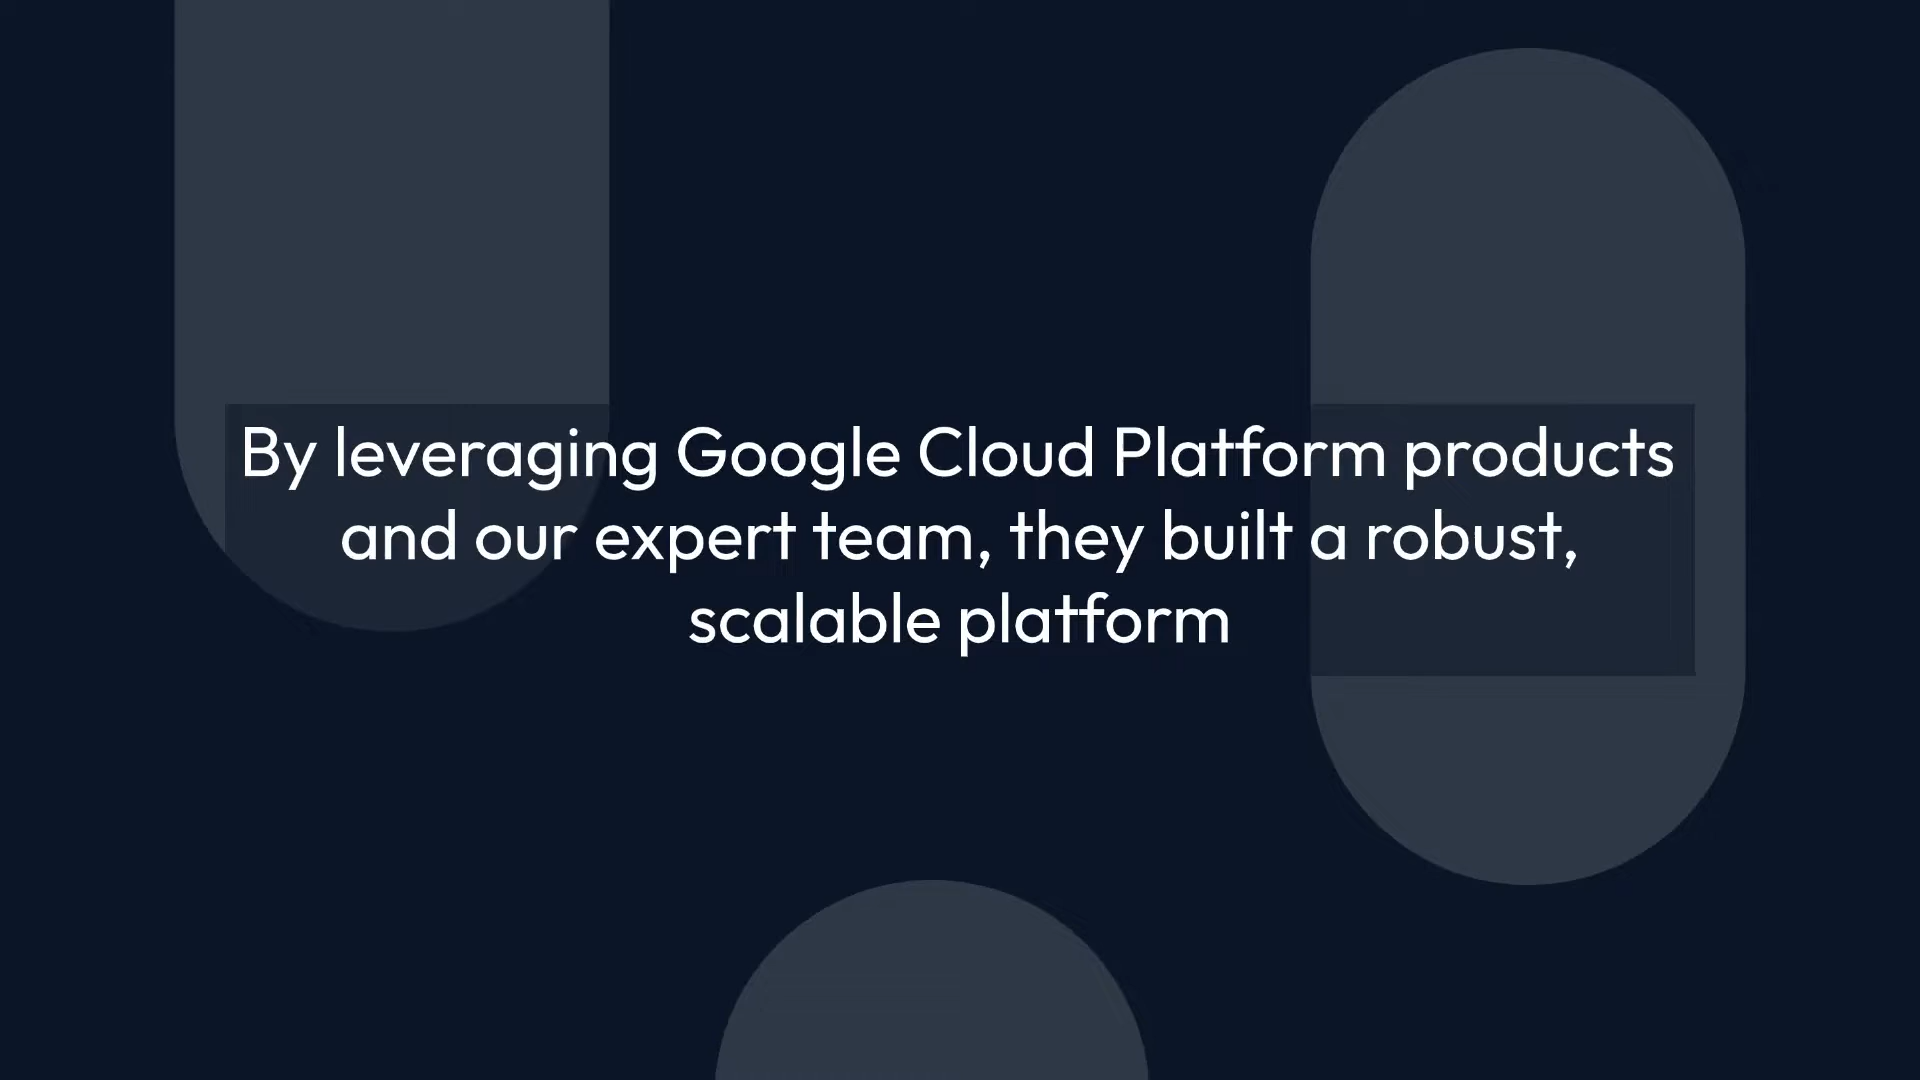 By leveraging Google Cloud Platform products
and our expert team, they built a robust,
scalable platform